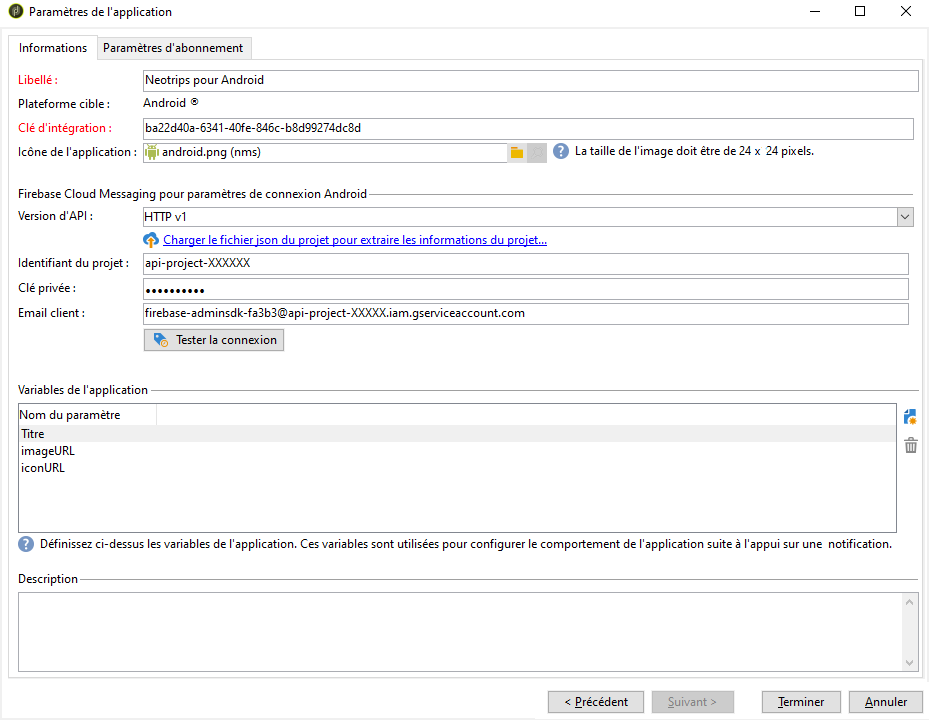 Paramètres de l'application
Informations
Paramètres d'abonnement
Libellé :
Neotrips pour Android
Plateforme cible :
Android ®
Clé d'intégration :
ba22d40a-6341-40fe-846c-b8d99274dc8d
Icône de l'application :
android.png (nms)
La taille de l'image doit être de 24 x 24 pixels.
Firebase Cloud Messaging pour paramètres de connexion Android
Version d'API :
HTTP v1
Charger le fichier json du projet pour extraire les informations du projet...
Identifiant du projet :
api-project-XXXXXX
Clé privée :
●●●●●●●●●●
Email client :
firebase-adminsdk-fa3b3@api-project-XXXXX.iam.gserviceaccount.com
Tester la connexion
Variables de l'application
Nom du paramètre
Titre
imageURL
iconURL
Définissez ci-dessus les variables de l'application. Ces variables sont utilisées pour configurer le comportement de l'application suite à l'appui sur une notification.
Description
< Précédent
Suivant >
Terminer
Annuler